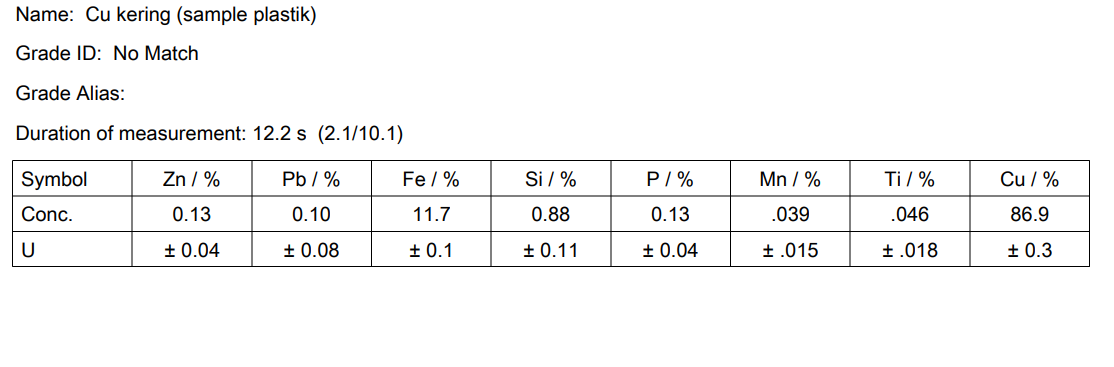 Name: Cu kering (sample plastik)
Grade ID: No Match
Grade Alias:
Duration of measurement: 12.2 s (2.1/10.1)
Symbol Zn / % Pb / % Fe / % Si / % P / % Mn / % Ti / % Cu / %
Conc. 0.13 0.10 11.7 0.88 0.13 .039 .046 86.9
U ± 0.04 ± 0.08 ± 0.1 ± 0.11 ± 0.04 ± .015 ± .018 ± 0.3